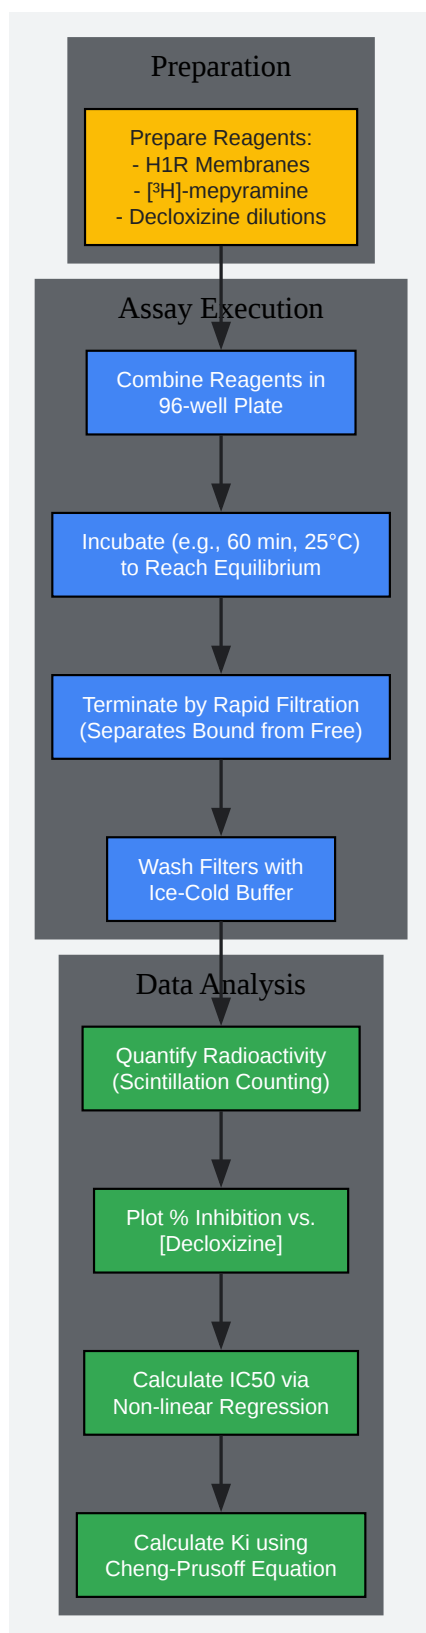 Preparation
Prepare Reagents:
- H1R Membranes
- [³H]-mepyramine
- Decloxizine dilutions
Assay Execution
Combine Reagents in
96-well Plate
Incubate (e.g., 60 min, 25°C)
to Reach Equilibrium
Terminate by Rapid Filtration
(Separates Bound from Free)
Wash Filters with
Ice-Cold Buffer
Data Analysis
Quantify Radioactivity
(Scintillation Counting)
Plot % Inhibition vs.
[Decloxizine]
Calculate IC50 via
Non-linear Regression
Calculate Ki using
Cheng-Prusoff Equation